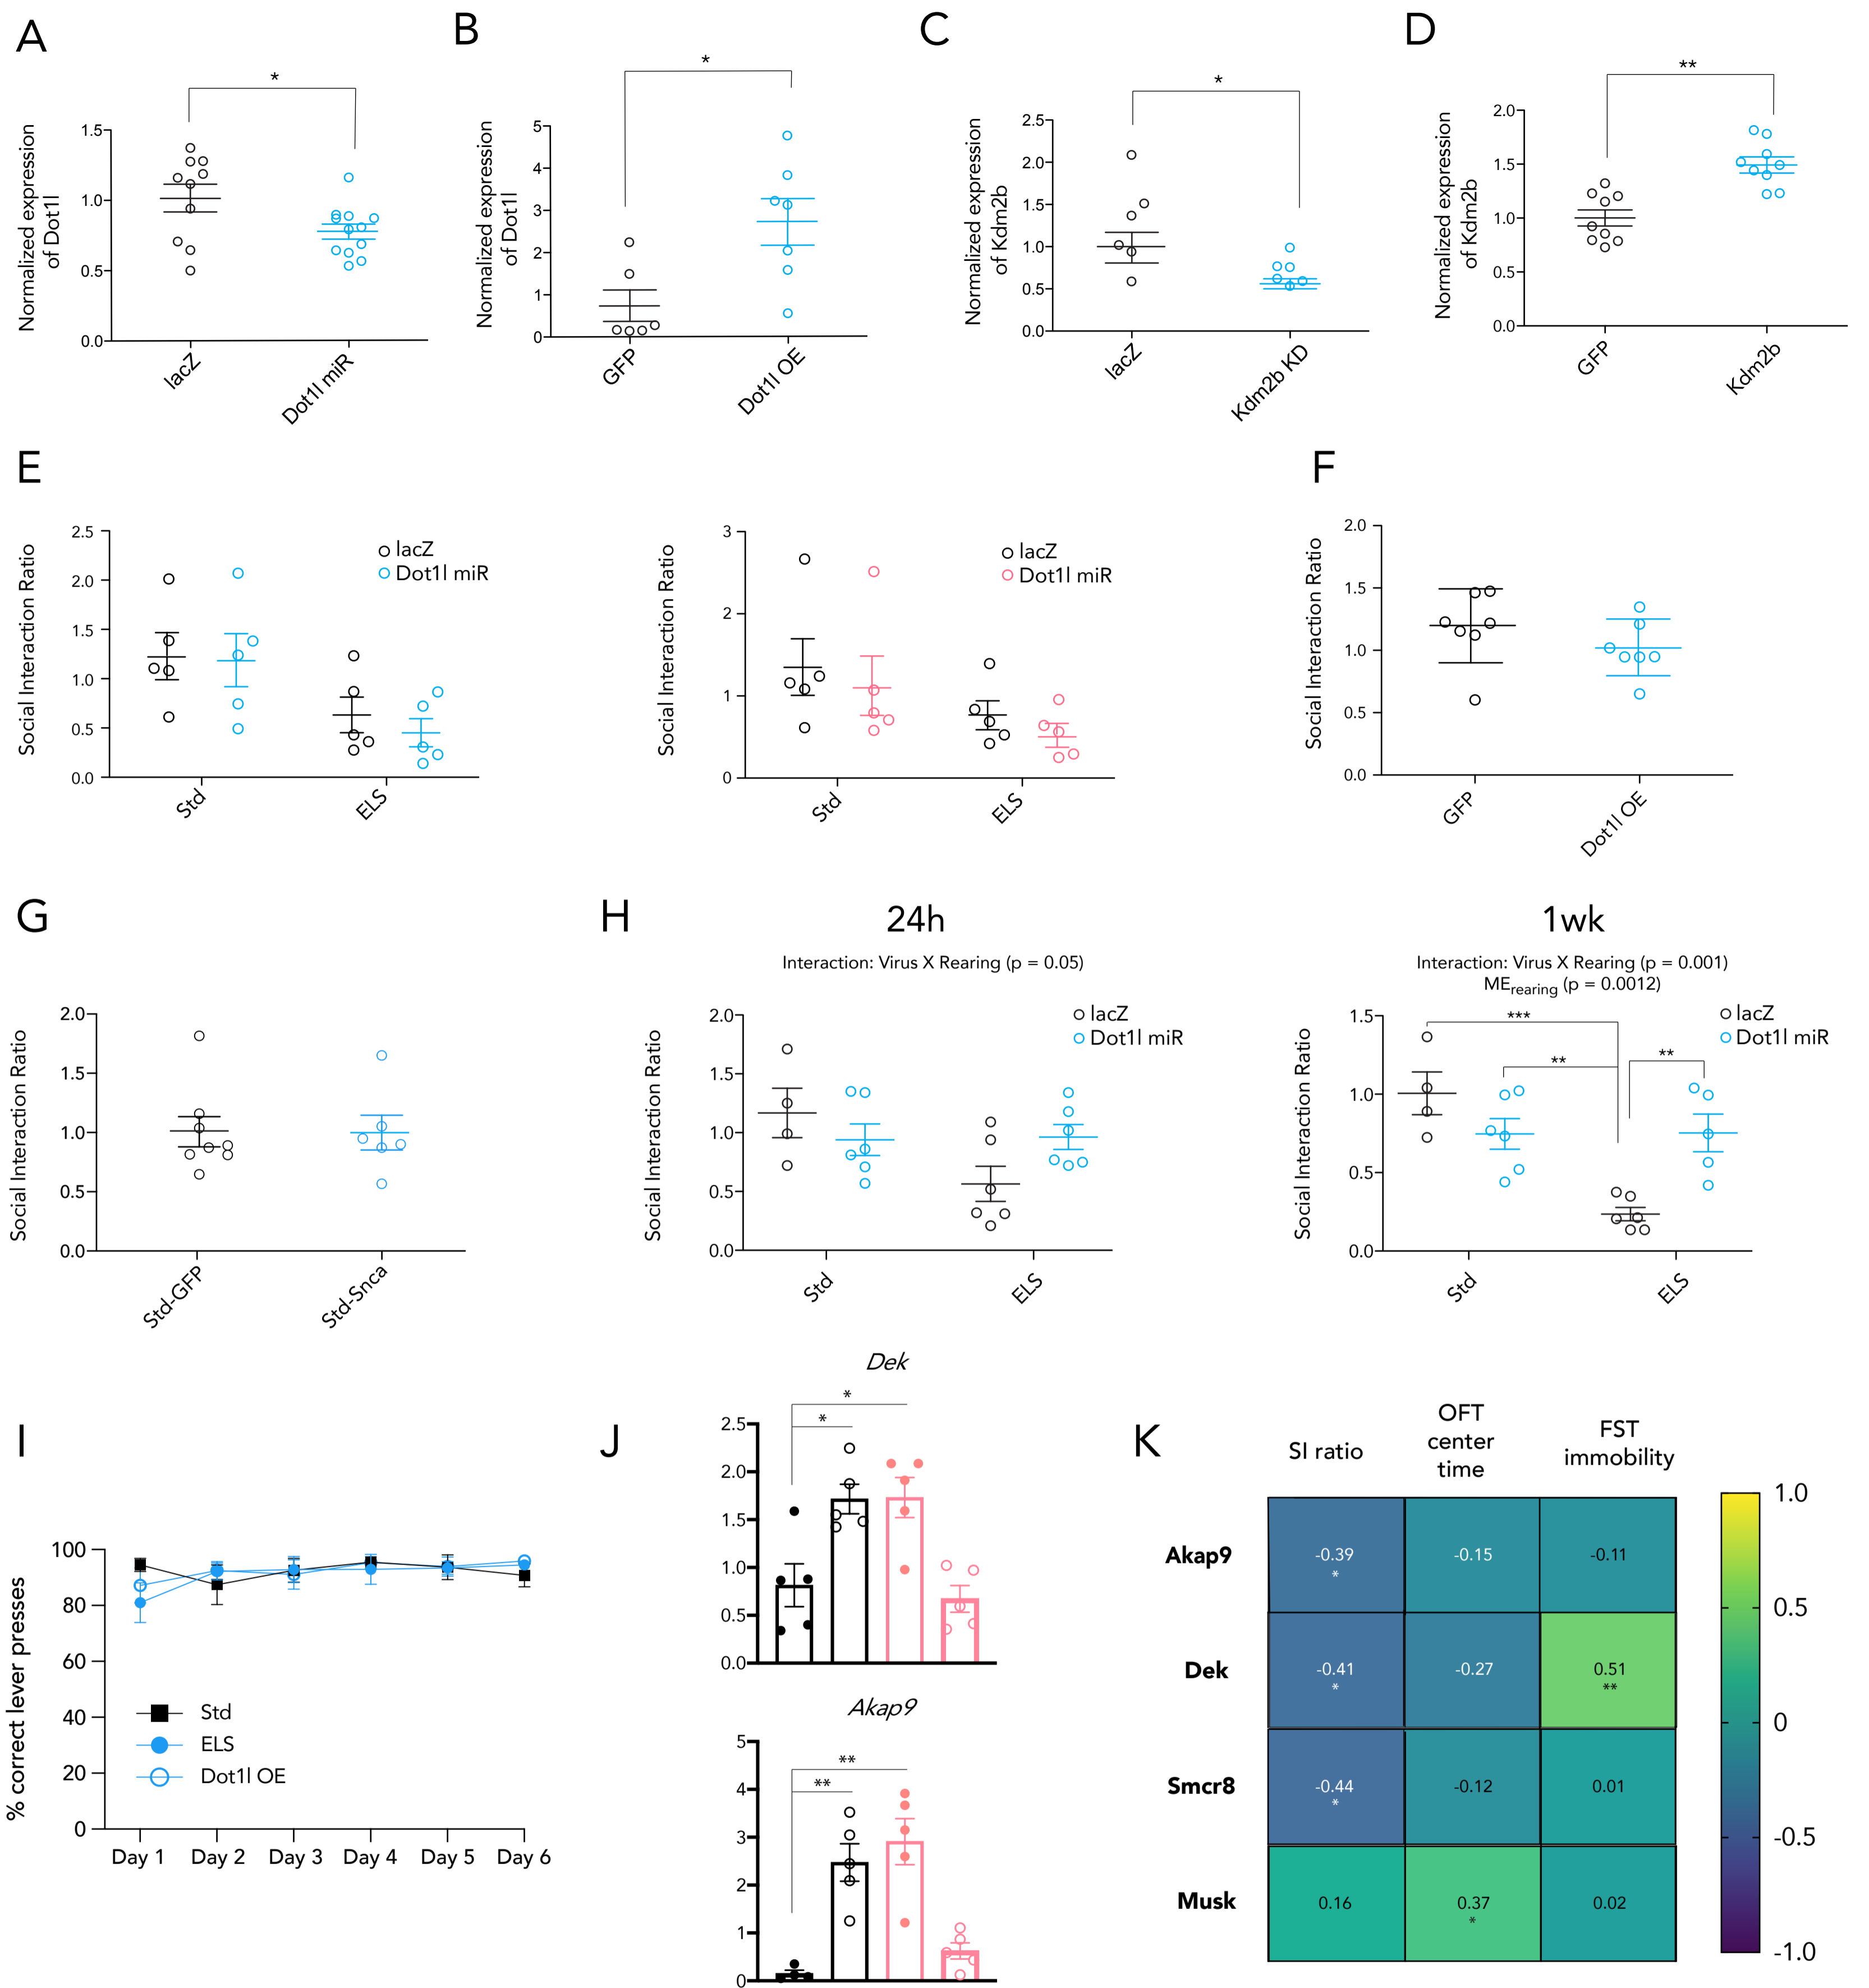 A
*
Normalized expression
of Dot1l
1.5
1.0
0.5
0.0
lacZ
Dot1l miR
B
*
Normalized expression
of Dot1l
5
4
3
2
1
0
GFP
Dot1l OE
C
*
Normalized expression
of Kdm2b
2.5
2.0
1.5
1.0
0.5
0.0
lacZ
Kdm2b KD
D
**
Normalized expression
of Kdm2b
2.0
1.5
1.0
0.5
0.0
GFP
Kdm2b
E
Social Interaction Ratio
2.5
2.0
1.5
1.0
0.5
0.0
lacZ
Dot1l miR
Std
ELS
Social Interaction Ratio
3
2
1
0
lacZ
Dot1l miR
Std
ELS
F
Social Interaction Ratio
2.0
1.5
1.0
0.5
0.0
GFP
Dot1l OE
G
Social Interaction Ratio
2.0
1.5
1.0
0.5
0.0
Std-GFP
Std-Snca
H
24h
Interaction: Virus X Rearing (p = 0.05)
Social Interaction Ratio
2.0
1.5
1.0
0.5
0.0
lacZ
Dot1l miR
Std
ELS
1wk
Interaction: Virus X Rearing (p = 0.001)
MErearing (p = 0.0012)
Social Interaction Ratio
1.5
1.0
0.5
0.0
***
**
**
lacZ
Dot1l miR
Std
ELS
I
% correct lever presses
100
80
60
40
20
0
Std
ELS
Dot1l OE
Day 1 Day 2 Day 3 Day 4 Day 5 Day 6
J
Dek
*
*
2.5
2.0
1.5
1.0
0.5
0.0
Akap9
**
**
5
4
3
2
1
0
K
SI ratio
OFT
center
time
FST
immobility
Akap9 -0.39 -0.15 -0.11
*
Dek -0.41 -0.27 0.51
* **
Smcr8 -0.44 -0.12 0.01
*
Musk 0.16 0.37 0.02
*
1.0
0.5
0
-0.5
-1.0